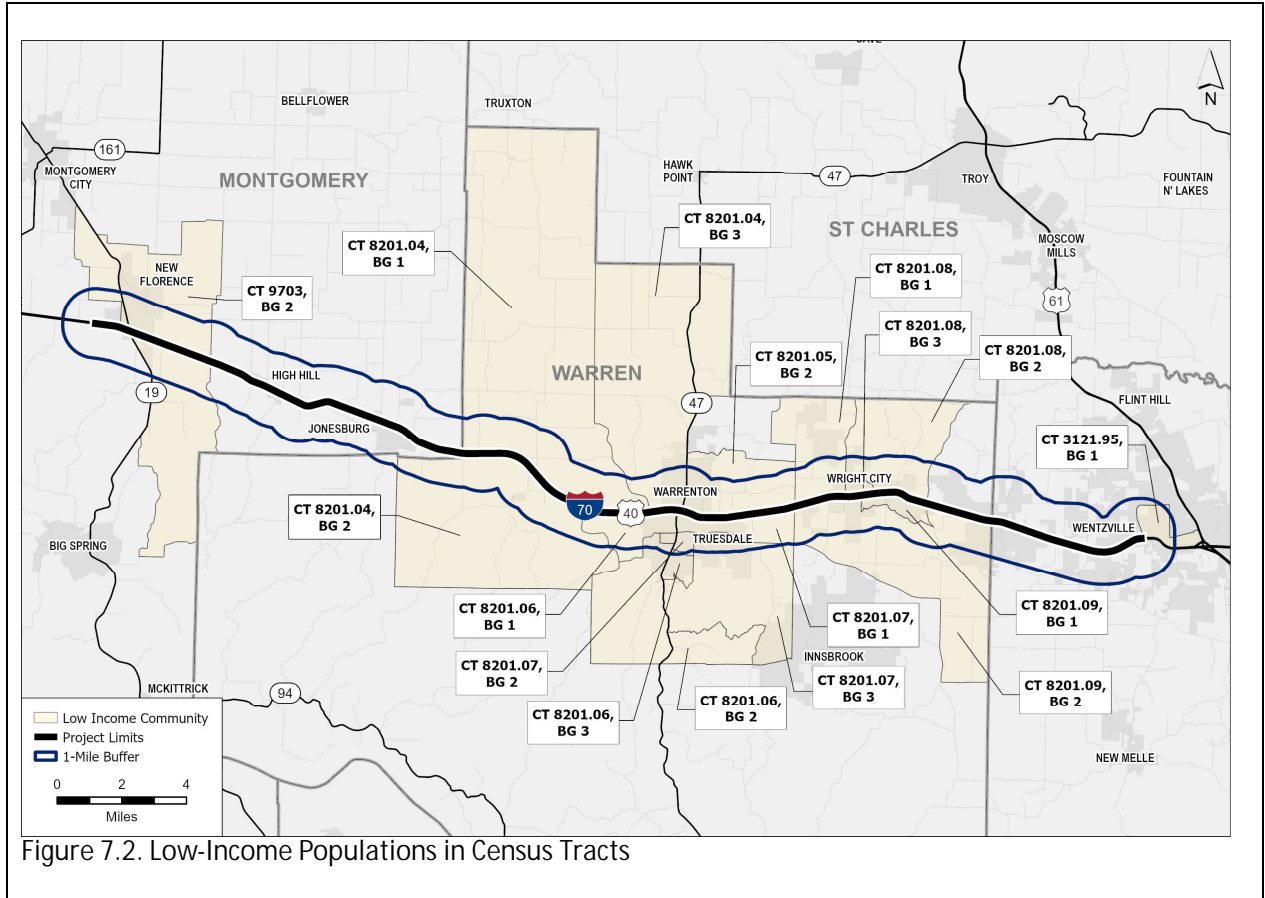 BELLFLOWER
TRUXTON
N
161
MONTGOMERY
CITY
MONTGOMERY
HAWK
POINT
47
TROY
FOUNTAIN
N' LAKES
CT 8201.04,
BG 3
ST CHARLES
CT 8201.04,
BG 1
MOSCOW
MILLS
NEW
FLORENCE
CT 9703,
BG 2
CT 8201.08,
BG 1
61
CT 8201.08,
BG 3
CT 8201.08,
BG 2
CT 8201.05,
BG 2
HIGH HILL
WARREN
19
47
FLINT HILL
JONESBURG
CT 3121.95,
BG 1
WRIGHT CITY
WARRENTON
CT 8201.04,
BG 2
70
40
WENTZVILLE
BIG SPRING
TRUESDALE
CT 8201.06,
BG 1
CT 8201.07,
BG 1
CT 8201.09,
BG 1
INNSBROOK
CT 8201.07,
BG 2
CT 8201.07,
BG 3
CT 8201.09,
BG 2
MCKITTRICK
94
CT 8201.06,
BG 3
CT 8201.06,
BG 2
NEW MELLE
Low Income Community
Project Limits
1-Mile Buffer
0 2 4
Miles
Figure 7.2. Low-Income Populations in Census Tracts